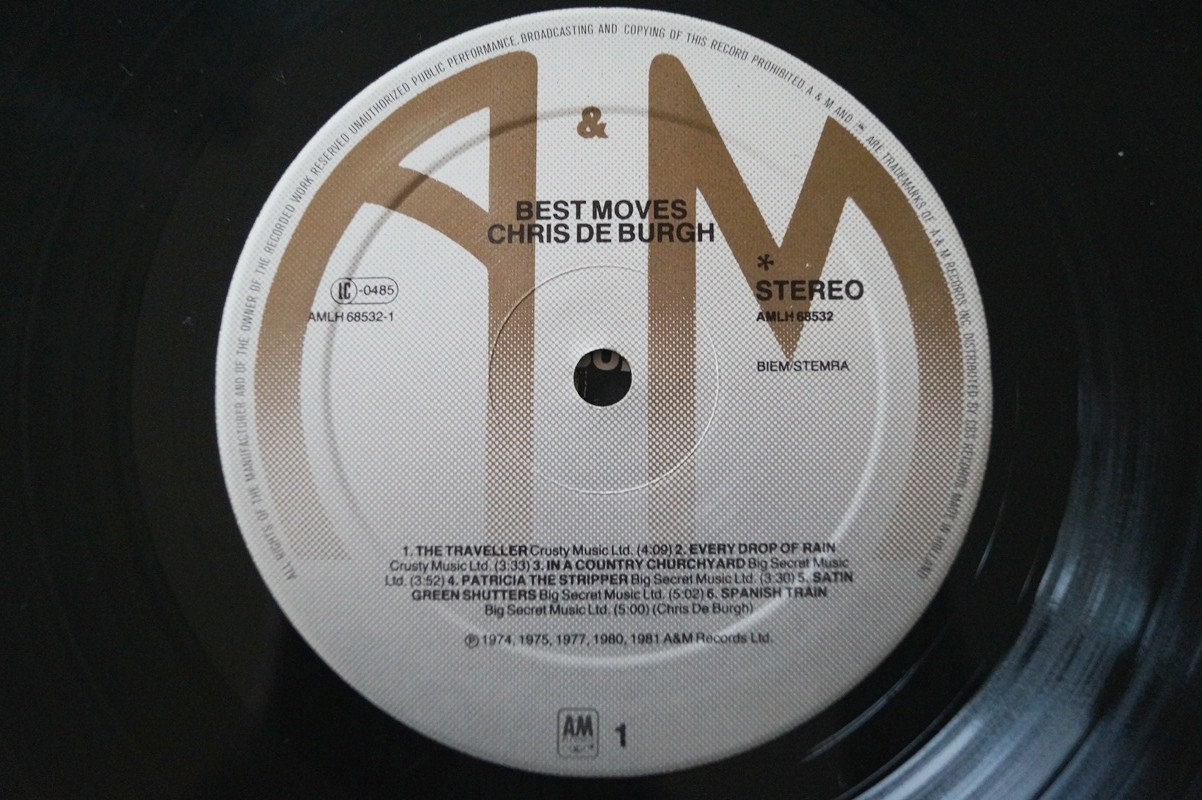 ALL RIGHTS OF THE MANUFACTURER AND OF THE OWNER OF THE RECORDED WORK RESERVED UNAUTHORIZED PUBLIC PERFORMANCE, BROADCASTING AND COPYING OF THIS RECORD PROHIBITED. A & M AND ARE TRADEMARKS OF A & M RECORDS INC. DISTRIBUTED BY CBS RECORDS. MADE IN HOLLAND
A & M
BEST MOVES
CHRIS DE BURGH
LC -0485
AMLH 68532-1
*
STEREO
AMLH 68532
BIEM/STEMRA
1. THE TRAVELLER Crusty Music Ltd. (4:09) 2. EVERY DROP OF RAIN
Crusty Music Ltd. (3:33) 3. IN A COUNTRY CHURCHYARD Big Secret Music
Ltd. (3:52) 4. PATRICIA THE STRIPPER Big Secret Music Ltd. (3:30) 5. SATIN
GREEN SHUTTERS Big Secret Music Ltd. (5:02) 6. SPANISH TRAIN
Big Secret Music Ltd. (5:00) (Chris De Burgh)
℗ 1974, 1975, 1977, 1980, 1981 A&M Records Ltd.
AM
1